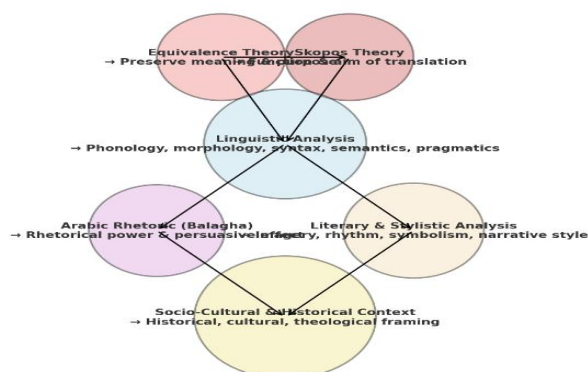 Equivalence Theory
→ Preserve meaning &
Skopos Theory
of translation
Linguistic Analysis
→ Phonology, morphology, syntax, semantics, pragmatics
Arabic Rhetoric (Balagha)
→ Rhetorical power & persuasive
Literary & Stylistic Analysis
imagery, rhythm, symbolism, narrative style
Socio-Cultural & Historical Context
→ Historical, cultural, theological framing